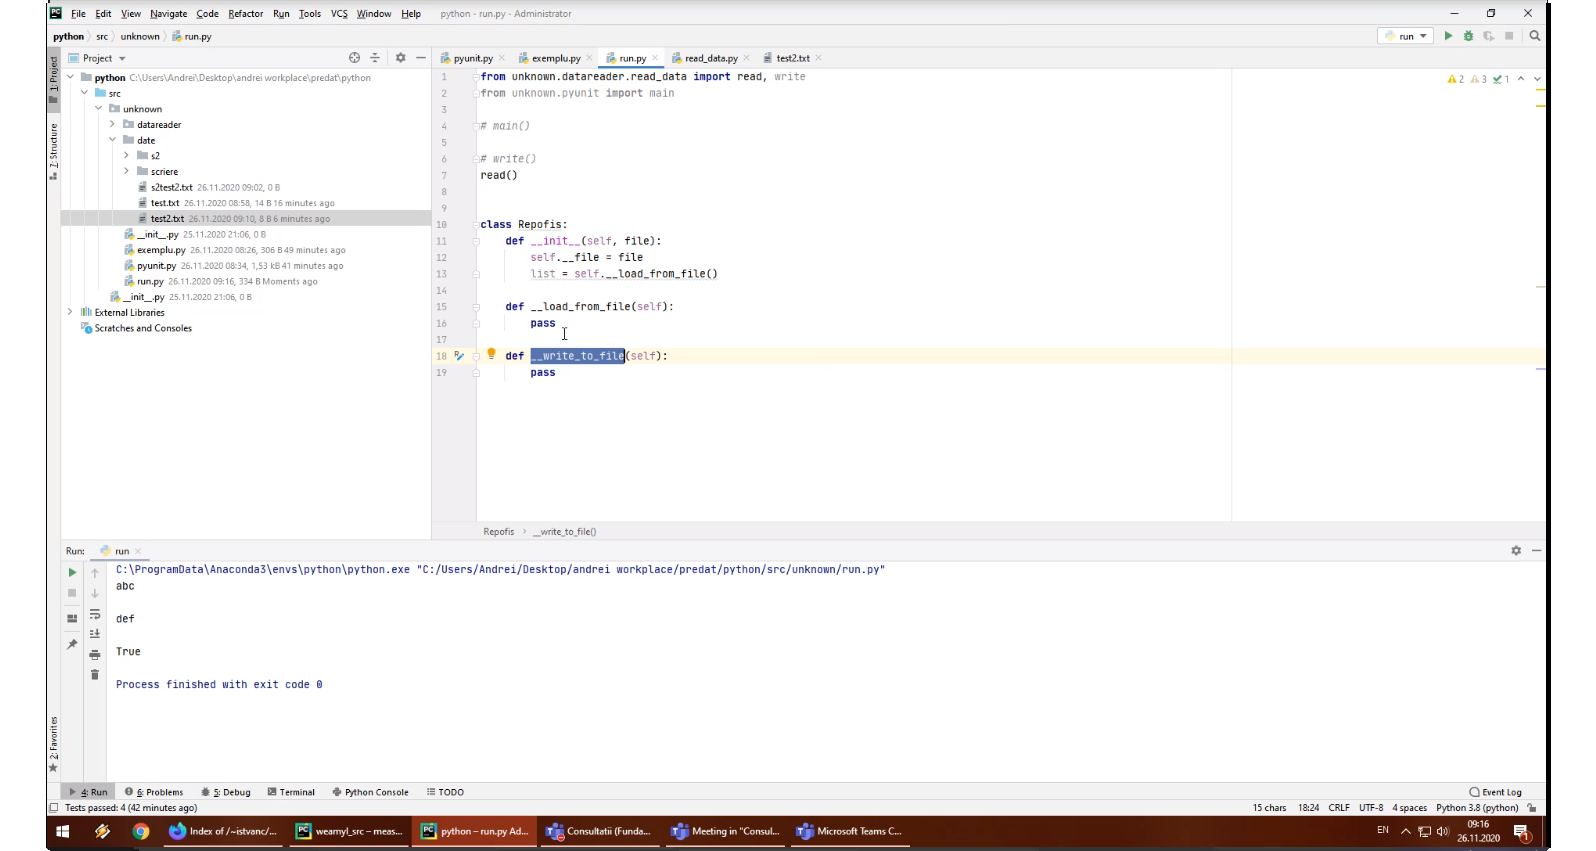 File Edit View Navigate Code Refactor Run Tools VCS Window Help python - run.py - Administrator
python src unknown run.py run
Project
1: Project
7: Structure
2: Favorites
python C:\Users\Andrei\Desktop\andrei workplace\predat\python
src
unknown
datareader
date
s2
scriere
s2test2.txt 26.11.2020 09:02, 0 B
test.txt 26.11.2020 08:58, 14 B 16 minutes ago
test2.txt 26.11.2020 09:10, 8 B 6 minutes ago
__init__.py 25.11.2020 21:06, 0 B
exemplu.py 26.11.2020 08:26, 306 B 49 minutes ago
pyunit.py 26.11.2020 08:34, 1,53 kB 41 minutes ago
run.py 26.11.2020 09:16, 334 B Moments ago
__init__.py 25.11.2020 21:06, 0 B
External Libraries
Scratches and Consoles
pyunit.py exemplu.py run.py read_data.py test2.txt
2 3 1
1 from unknown.datareader.read_data import read, write
2 from unknown.pyunit import main
3
4 # main()
5
6 # write()
7 read()
8
9
10 class Repofis:
11 def __init__(self, file):
12 self.__file = file
13 list = self.__load_from_file()
14
15 def __load_from_file(self):
16 pass
17
18 def __write_to_file(self):
19 pass
Repofis __write_to_file()
Run: run
C:\ProgramData\Anaconda3\envs\python\python.exe "C:/Users/Andrei/Desktop/andrei workplace/predat/python/src/unknown/run.py"
abc
def
True
Process finished with exit code 0
4: Run 6: Problems 5: Debug Terminal Python Console TODO Event Log
Tests passed: 4 (42 minutes ago) 15 chars 18:24 CRLF UTF-8 4 spaces Python 3.8 (python)
Index of /~istvanc/... weamyl_src – meas... python – run.py Ad... Consultatii (Funda... Meeting in "Consul... Microsoft Teams C... EN 09:16
26.11.2020 1